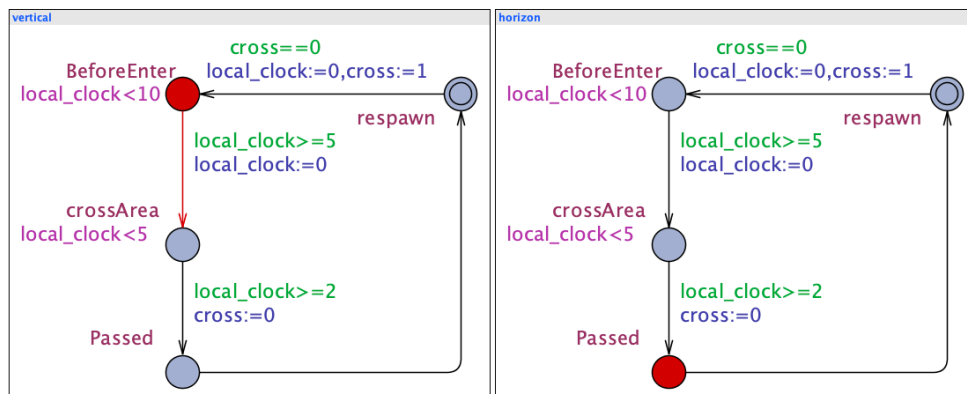 vertical
cross==0
BeforeEnter
local_clock:=0,cross:=1
local_clock<10
respawn
local_clock>=5
local_clock:=0
crossArea
local_clock<5
local_clock>=2
cross:=0
Passed
horizon
cross==0
BeforeEnter
local_clock:=0,cross:=1
local_clock<10
respawn
local_clock>=5
local_clock:=0
crossArea
local_clock<5
local_clock>=2
cross:=0
Passed